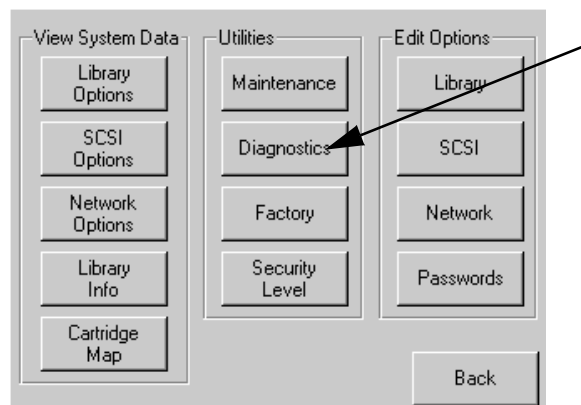 View System Data
Library
Options
SCSI
Options
Network
Options
Library
Info
Cartridge
Map
Utilities
Maintenance
Diagnostics
Factory
Security
Level
Edit Options
Library
SCSI
Network
Passwords
Back